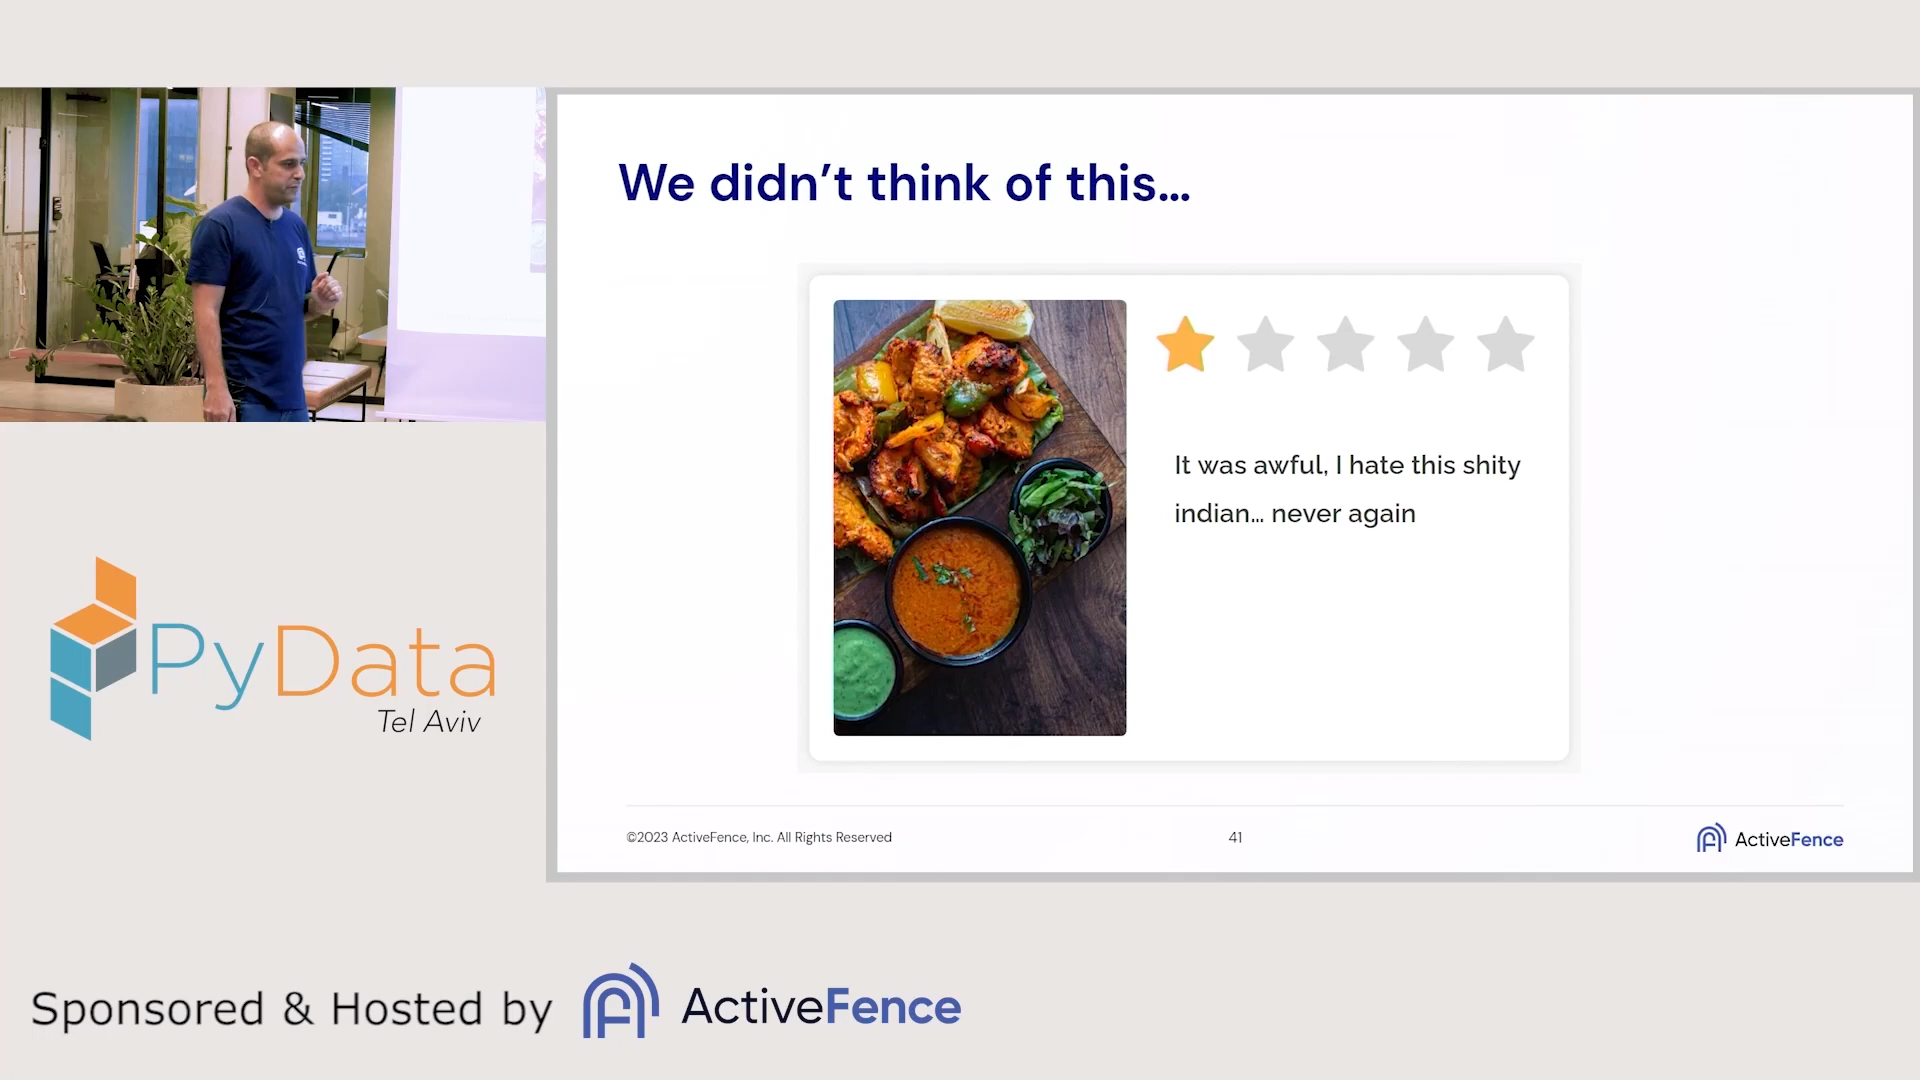 We didn’t think of this...
It was awful, I hate this shity
indian... never again
©2023 ActiveFence, Inc. All Rights Reserved
41
ActiveFence
PyData
Tel Aviv
Sponsored & Hosted by
ActiveFence